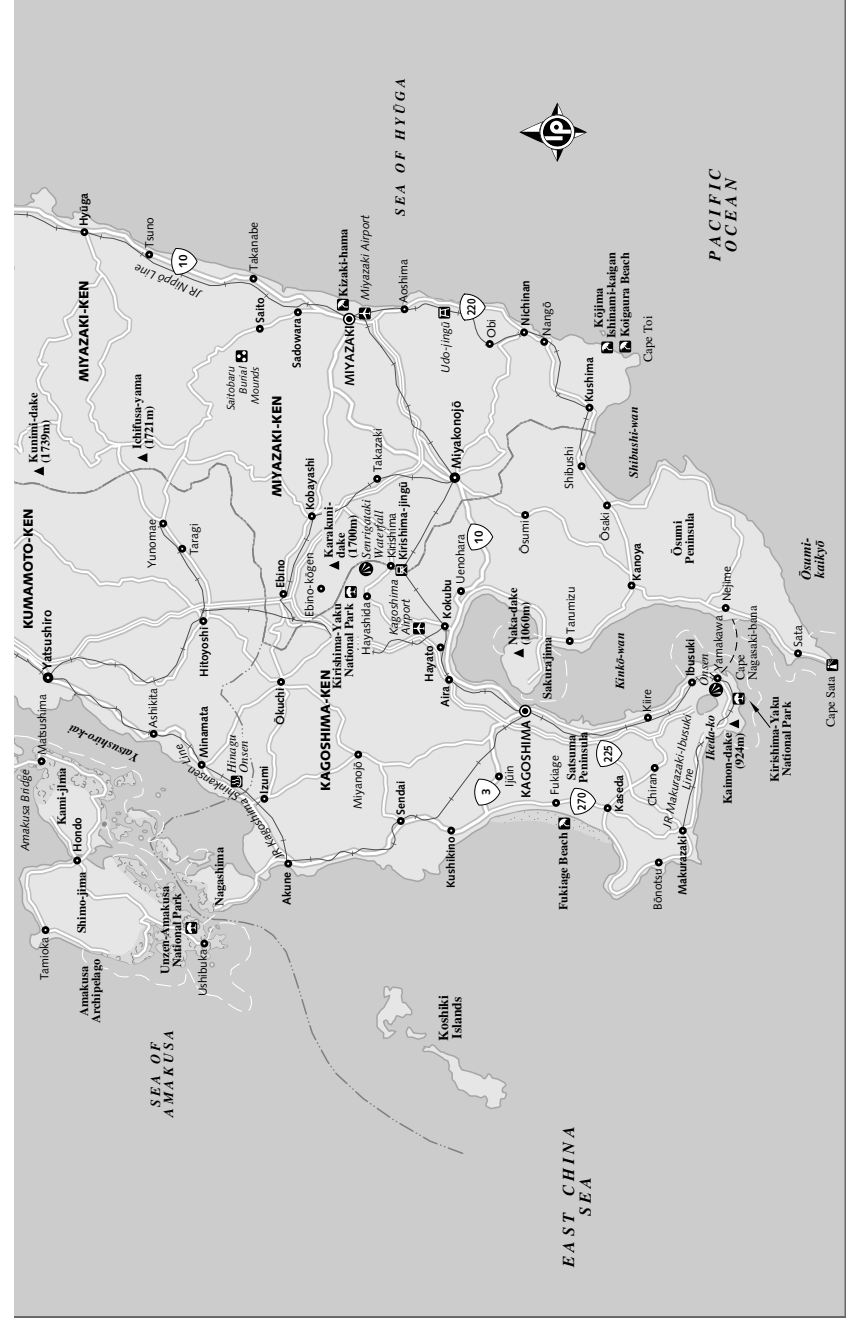 SEA OF HYŪGA
PACIFIC
OCEAN
lp
Hyūga
Tsuno
10
JR Nippō Line
Takanabe
MIYAZAKI-KEN
Kunimi-dake
(1739m)
Ichifusa-yama
(1721m)
Saito
Saitobaru
Burial
Mounds
Sadowara
Kizaki-hama
MIYAZAKI
Miyazaki Airport
Aoshima
220
Udo-jingū
Obi
Nichinan
Nangō
Kōjima
Ishinami-kaigan
Koigaura Beach
Cape Toi
KUMAMOTO-KEN
MIYAZAKI-KEN
Yunomae
Taragi
Kobayashi
Takazaki
Miyakonojō
Kushima
Shibushi
Shibushi-wan
Yatsushiro
Hitoyoshi
Ebino
Ebino-kōgen
Karakuni-
dake
(1700m)
Senrigataki
Waterfall
Kirishima
Kirishima-jingū
Kirishima-Yaku
National Park
Hayashida
Kagoshima
Airport
Kokubu
Uenohara
10
Ōsumi
Ōsaki
Kanoya
Ōsumi
Peninsula
Ōsumi-
kaikyō
Hayato
Aira
Naka-dake
(1060m)
Sakurajima
Tarumizu
Kinkō-wan
Nejime
Sata
Cape Sata
Ashikita
Minamata
Hinagu
Onsen
Ōkuchi
KAGOSHIMA-KEN
Izumi
Miyanojō
Sendai
JR Kagoshima Shinkansen Line
Akune
Kushikino
3
Ijūin
KAGOSHIMA
Fukiage
Satsuma
Peninsula
225
270
Kaseda
Fukiage Beach
Chiran
Kiire
JR Makurazaki-Ibusuki
Line
Bōnotsu
Makurazaki
Ibusuki
Onsen
Yamakawa
Ikeda-ko
Kaimon-dake
(924m)
Cape
Nagasaki-bana
Kirishima-Yaku
National Park
Amakusa Bridge
Matsushima
Yatsushiro-kai
Kami-jima
Hondo
Shimo-jima
Tamioka
Amakusa
Archipelago
Unzen-Amakusa
National Park
Ushibuka
Nagashima
SEA OF
AMAKUSA
Koshiki
Islands
EAST CHINA
SEA